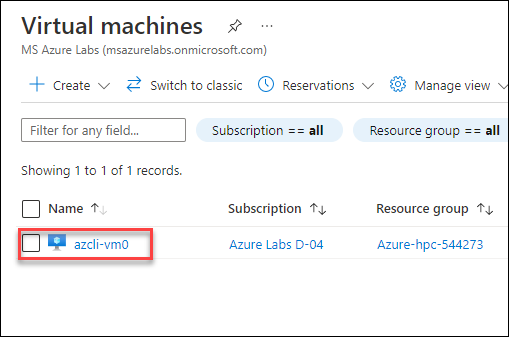 Virtual machines
MS Azure Labs (msazurelabs.onmicrosoft.com)
Create Switch to classic Reservations Manage view
Filter for any field... Subscription == all Resource group == all
Showing 1 to 1 of 1 records.
Name Subscription Resource group
azcli-vm0 Azure Labs D-04 Azure-hpc-544273